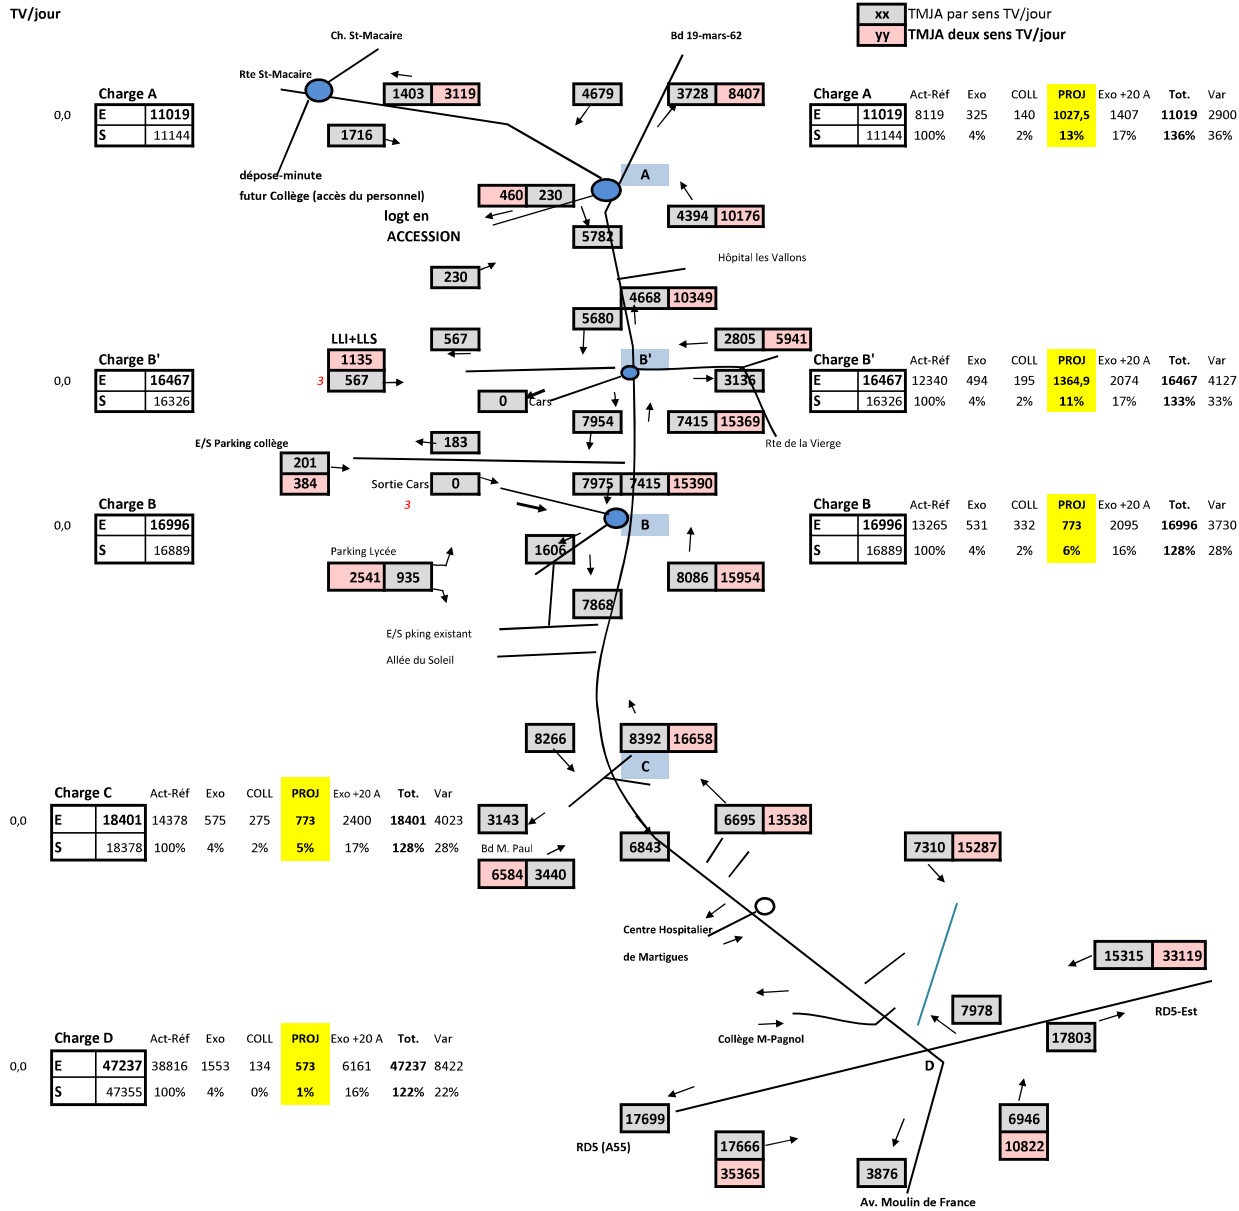 TV/jour
xx TMJA par sens TV/jour
yy TMJA deux sens TV/jour
Ch. St-Macaire
Bd 19-mars-62
Rte St-Macaire
1403 3119
4679
3728 8407
Charge A
0,0
E 11019
S 11144
1716
Charge A Act-Réf Exo COLL PROJ Exo +20 A Tot. Var
E 11019 8119 325 140 1027,5 1407 11019 2900
S 11144 100% 4% 2% 13% 17% 136% 36%
dépose-minute
futur Collège (accès du personnel)
A
460 230
logt en
ACCESSION
4394 10176
5782
230
Hôpital les Vallons
4668 10349
5680
LLI+LLS
1135
3 567
567
2805 5941
B'
3136
0 Cars
Charge B'
0,0
E 16467
S 16326
Charge B' Act-Réf Exo COLL PROJ Exo +20 A Tot. Var
E 16467 12340 494 195 1364,9 2074 16467 4127
S 16326 100% 4% 2% 11% 17% 133% 33%
7954
7415 15369
Rte de la Vierge
E/S Parking collège
183
201
384
Sortie Cars 0
3
7975 7415 15390
B
Charge B
0,0
E 16996
S 16889
Charge B Act-Réf Exo COLL PROJ Exo +20 A Tot. Var
E 16996 13265 531 332 773 2095 16996 3730
S 16889 100% 4% 2% 6% 16% 128% 28%
1606
Parking Lycée
2541 935
8086 15954
7868
E/S pking existant
Allée du Soleil
8266
8392 16658
C
Charge C Act-Réf Exo COLL PROJ Exo +20 A Tot. Var
0,0
E 18401 14378 575 275 773 2400 18401 4023
S 18378 100% 4% 2% 5% 17% 128% 28%
3143
6695 13538
6843
Bd M. Paul
6584 3440
7310 15287
Centre Hospitalier
de Martigues
15315 33119
7978
RD5-Est
17803
Collège M-Pagnol
D
Charge D Act-Réf Exo COLL PROJ Exo +20 A Tot. Var
0,0
E 47237 38816 1553 134 573 6161 47237 8422
S 47355 100% 4% 0% 1% 16% 122% 22%
17699
6946
10822
RD5 (A55)
17666
35365
3876
Av. Moulin de France